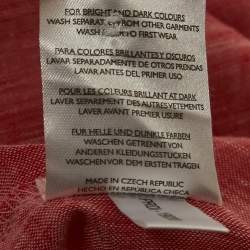 FOR BRIGHT AND DARK COLOURS
WASH SEPARATELY FROM OTHER GARMENTS
WASH BEFORE TO FIRST WEAR
PARA COLORES BRILLANTES Y OSCUROS
LAVAR SEPARADAMENTE DE OTRAS PRENDAS
LAVAR ANTES DEL PRIMER USO
POUR LES COULEURS BRILLANT AT DARK
LAVER SEPAREMENT DES AUTRES VETEMENTS
LAVER AVANT PREMIER USURE
FUR HELLE UND DUNKLE FARBEN
WASCHEN GETRENNT VON
ANDEREN KLEIDUNGSSTÜCKEN
WASCHEN VOR DEM ERSTEN TRAGEN
MADE IN CZECH REPUBLIC
HECHO EN REPUBLICA CHECA